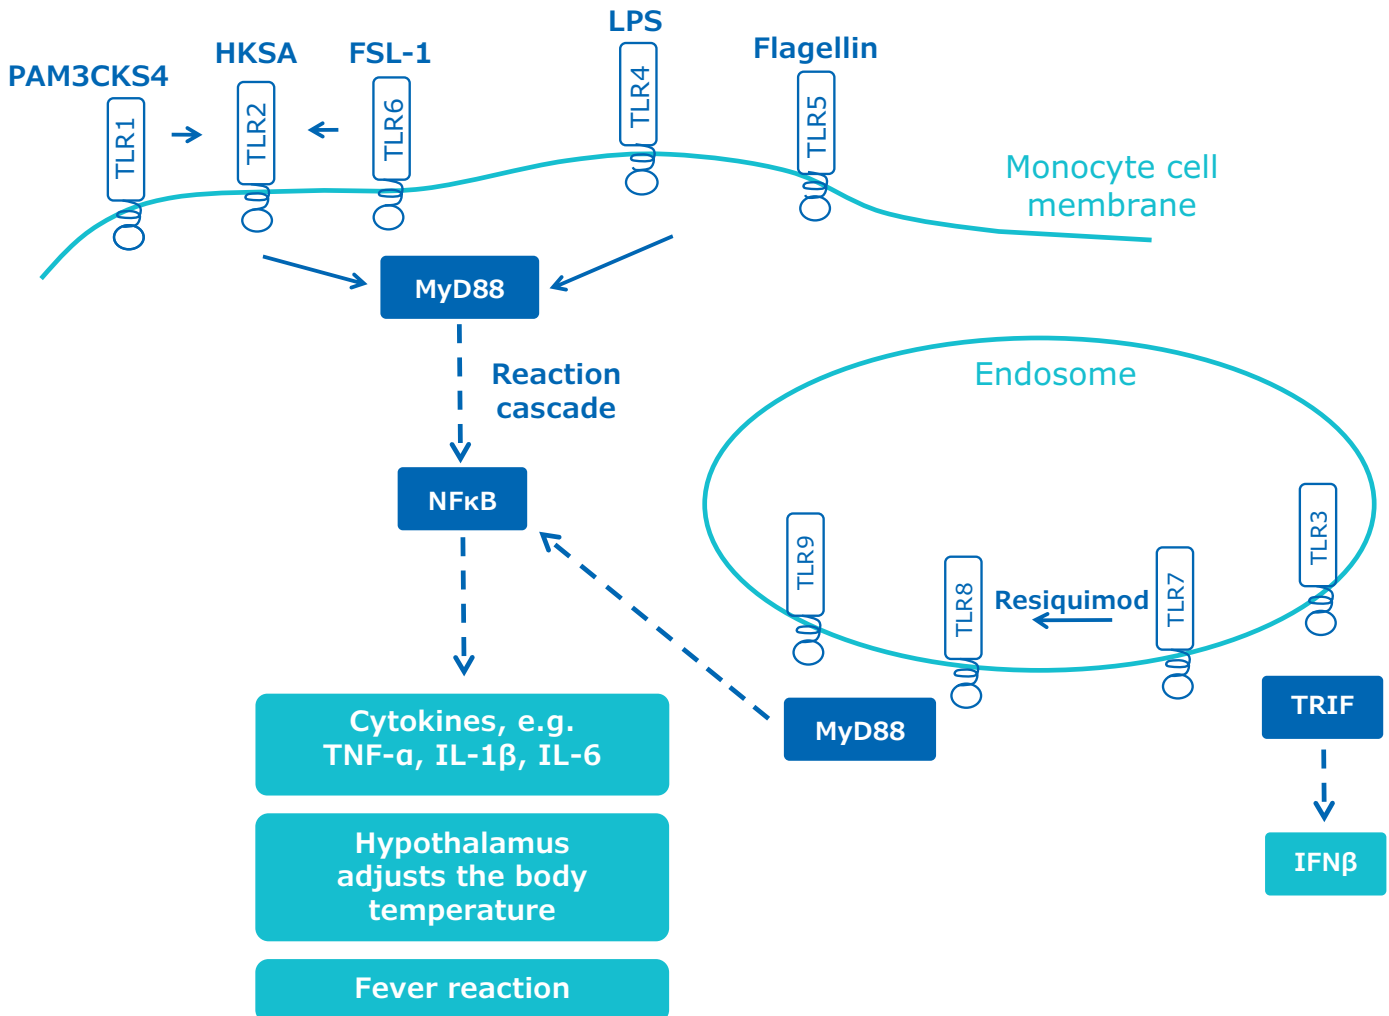 LPS
HKSA
FSL-1
Flagellin
PAM3CKS4
TLR1
TLR2
TLR6
TLR4
TLR5
Monocyte cell
membrane
MyD88
Reaction
cascade
Endosome
NFκB
TLR9
TLR8
Resiquimod
TLR7
TLR3
Cytokines, e.g.
TNF-α, IL-1β, IL-6
MyD88
TRIF
Hypothalamus
adjusts the body
temperature
IFNβ
Fever reaction